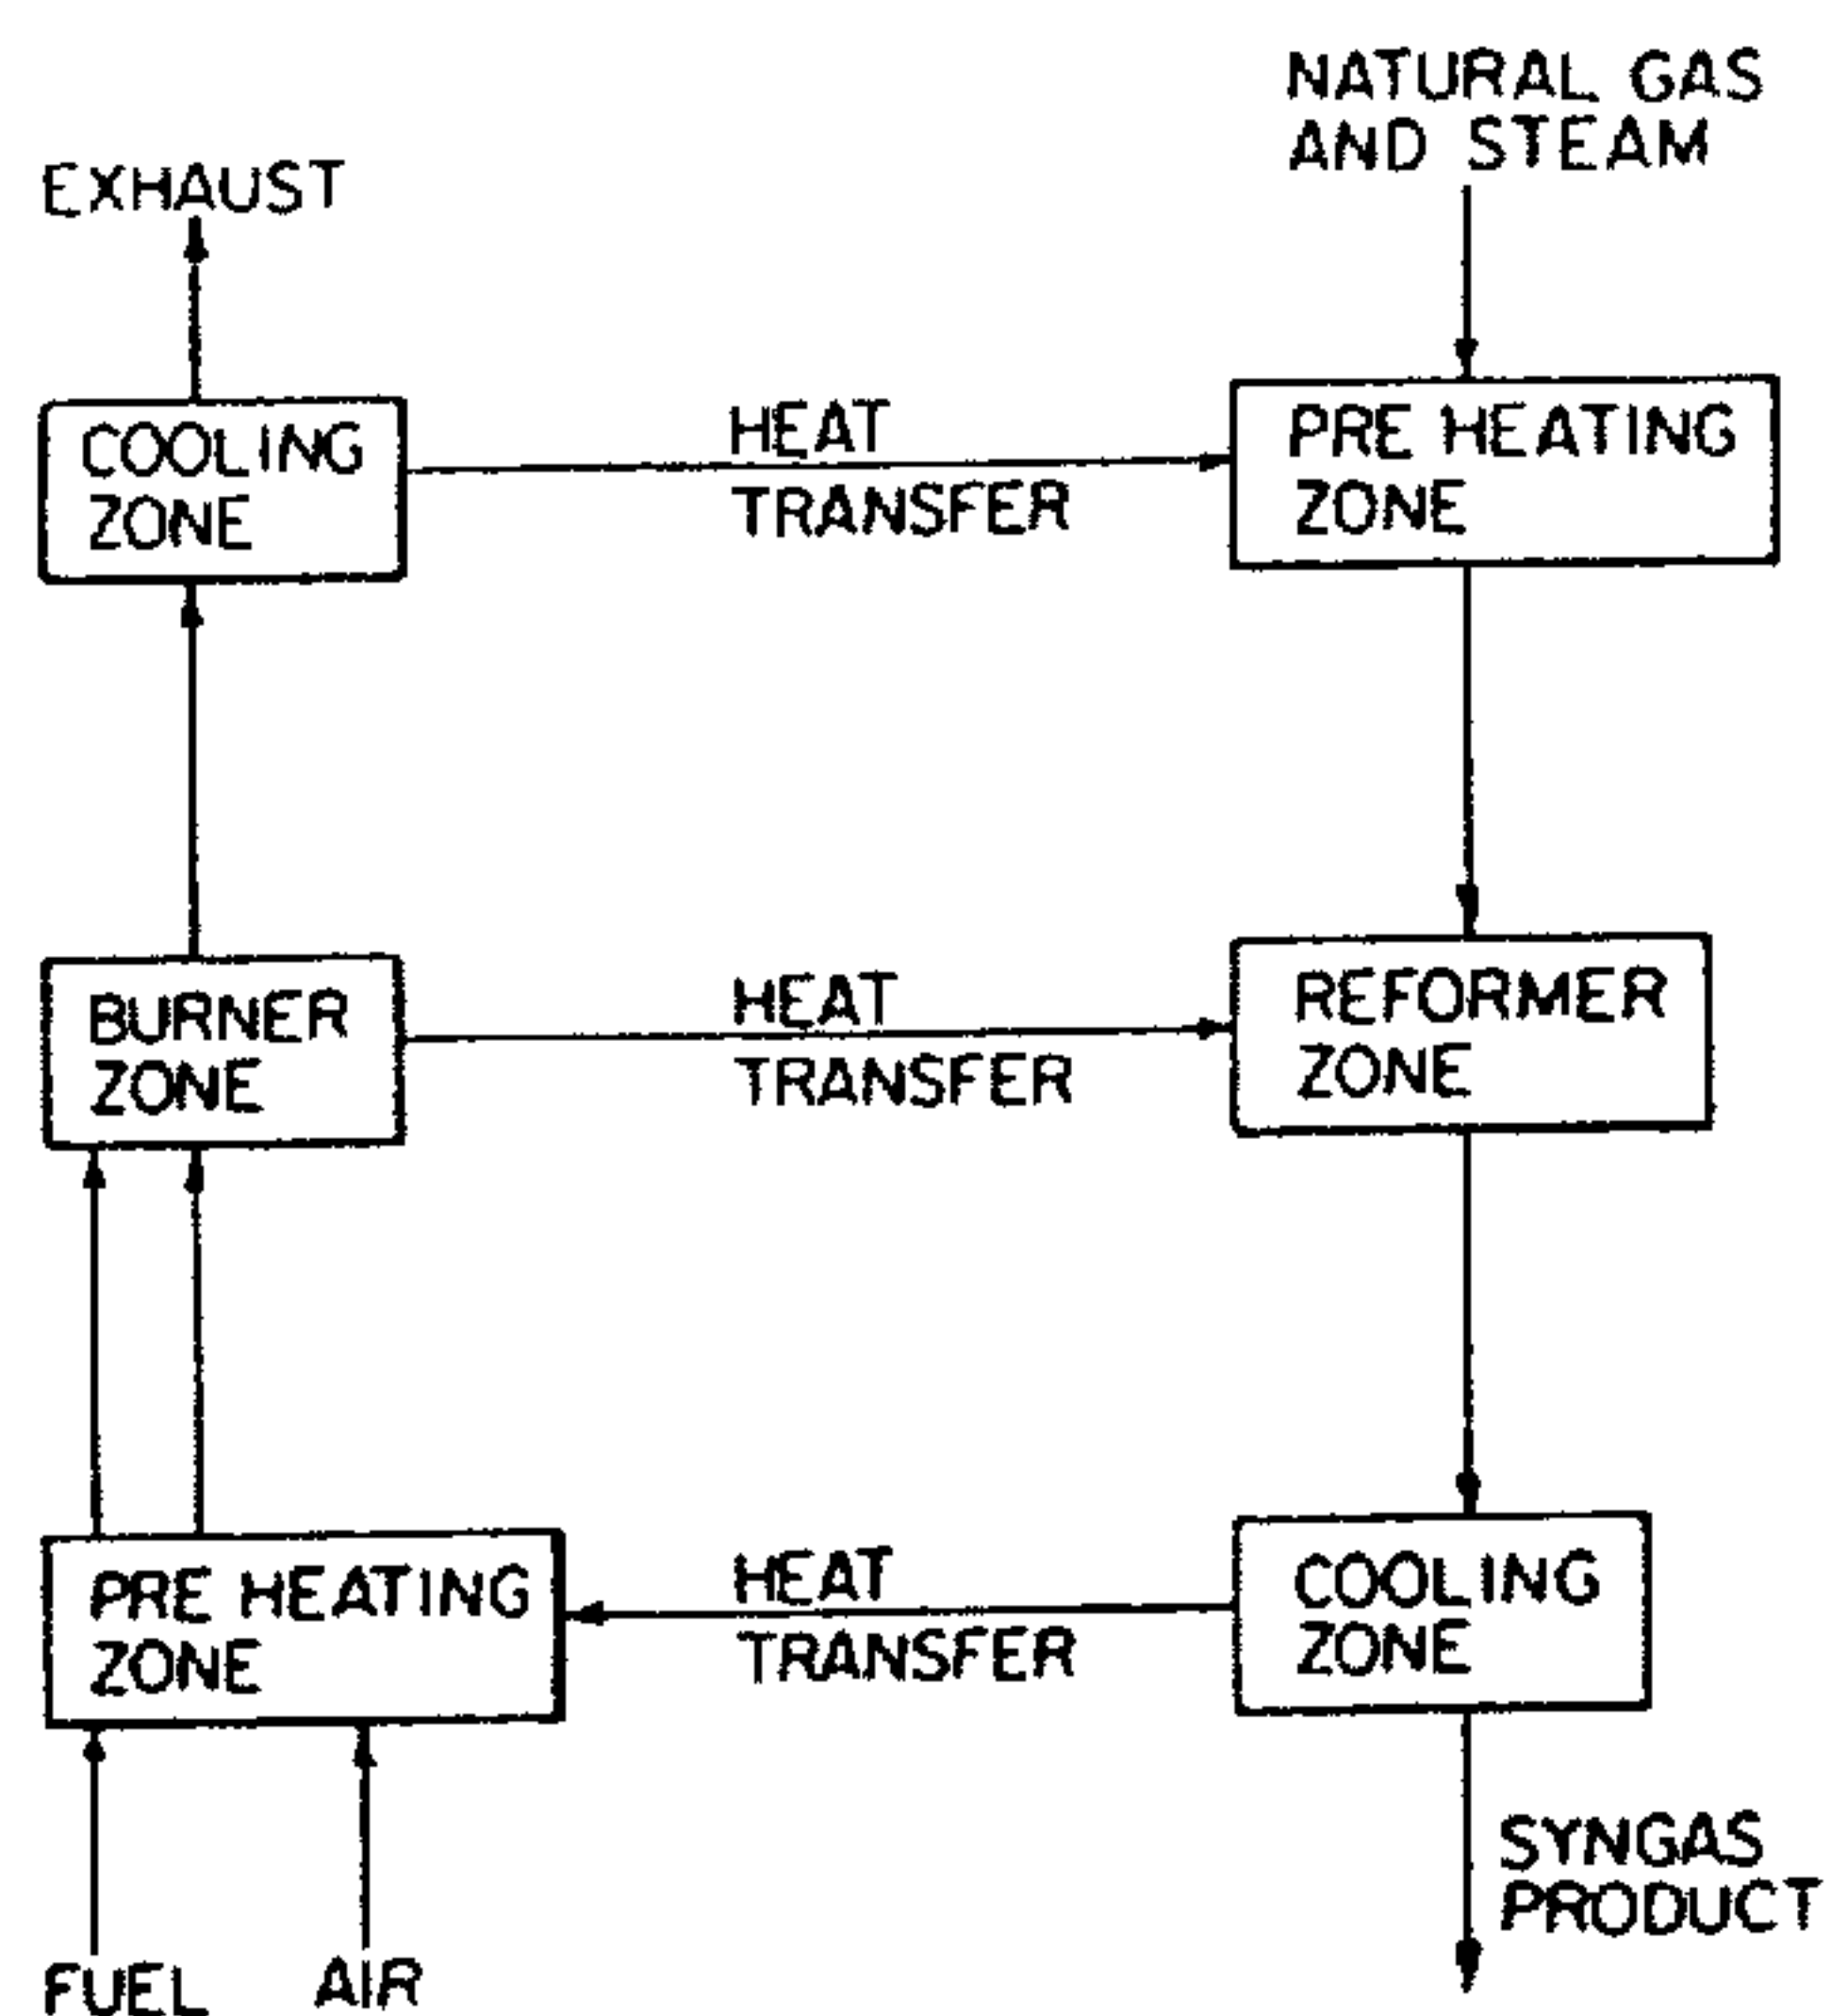 NATURAL GAS
AND STEAM
EXHAUST
COOLING
ZONE
HEAT
TRANSFER
PRE HEATING
ZONE
BURNER
ZONE
HEAT
TRANSFER
REFORMER
ZONE
PRE HEATING
ZONE
HEAT
TRANSFER
COOLING
ZONE
SYNGAS
PRODUCT
FUEL
AIR